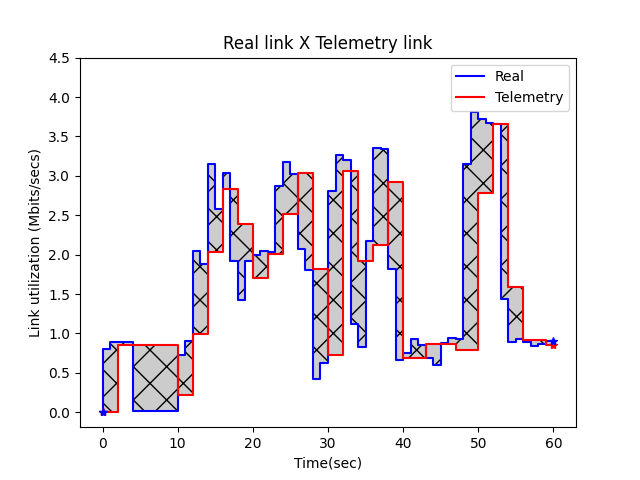 Real link X Telemetry link
Real
Telemetry
Link utilization (Mbits/secs)
4.5
4.0
3.5
3.0
2.5
2.0
1.5
1.0
0.5
0.0
0 10 20 30 40 50 60
Time(sec)